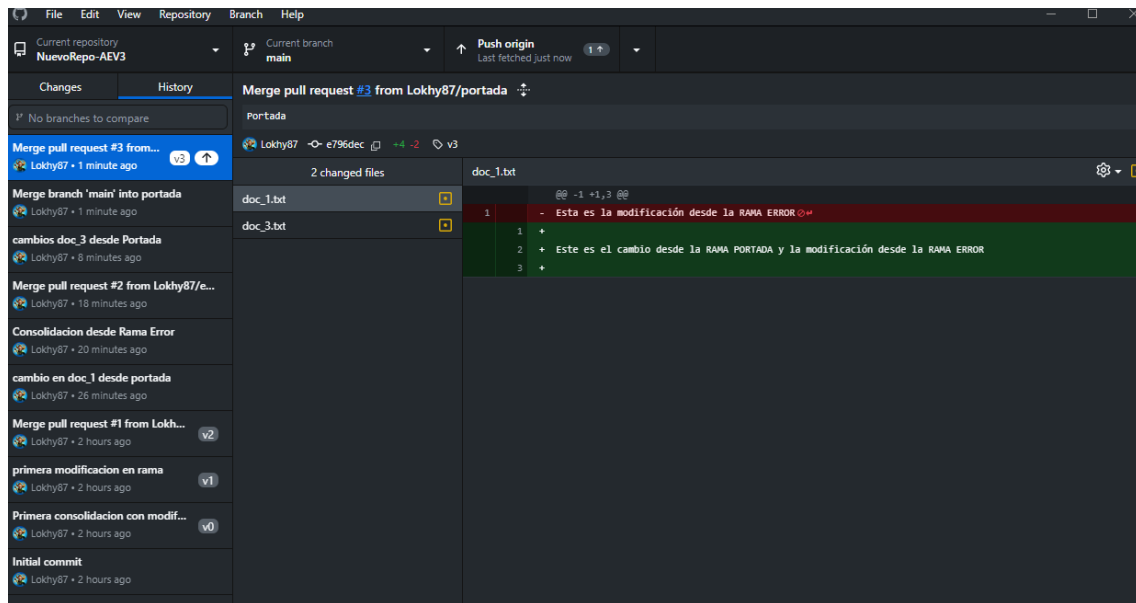 File Edit View Repository Branch Help
Current repository
NuevoRepo-AEV3
Current branch
main
Push origin
Last fetched just now
1
Changes History
No branches to compare
Merge pull request #3 from...
Lokhy87 • 1 minute ago
v3
Merge branch 'main' into portada
Lokhy87 • 1 minute ago
cambios doc_3 desde Portada
Lokhy87 • 8 minutes ago
Merge pull request #2 from Lokhy87/e...
Lokhy87 • 18 minutes ago
Consolidacion desde Rama Error
Lokhy87 • 20 minutes ago
cambio en doc_1 desde portada
Lokhy87 • 26 minutes ago
Merge pull request #1 from Lokh...
Lokhy87 • 2 hours ago
v2
primera modificacion en rama
Lokhy87 • 2 hours ago
v1
Primera consolidacion con modif...
Lokhy87 • 2 hours ago
v0
Initial commit
Lokhy87 • 2 hours ago
Merge pull request #3 from Lokhy87/portada
Portada
Lokhy87 e796dec +4 -2 v3
2 changed files
doc_1.txt
doc_3.txt
doc_1.txt
@@ -1 +1,3 @@
1 - Esta es la modificación desde la RAMA ERROR
1 +
2 + Este es el cambio desde la RAMA PORTADA y la modificación desde la RAMA ERROR
3 +